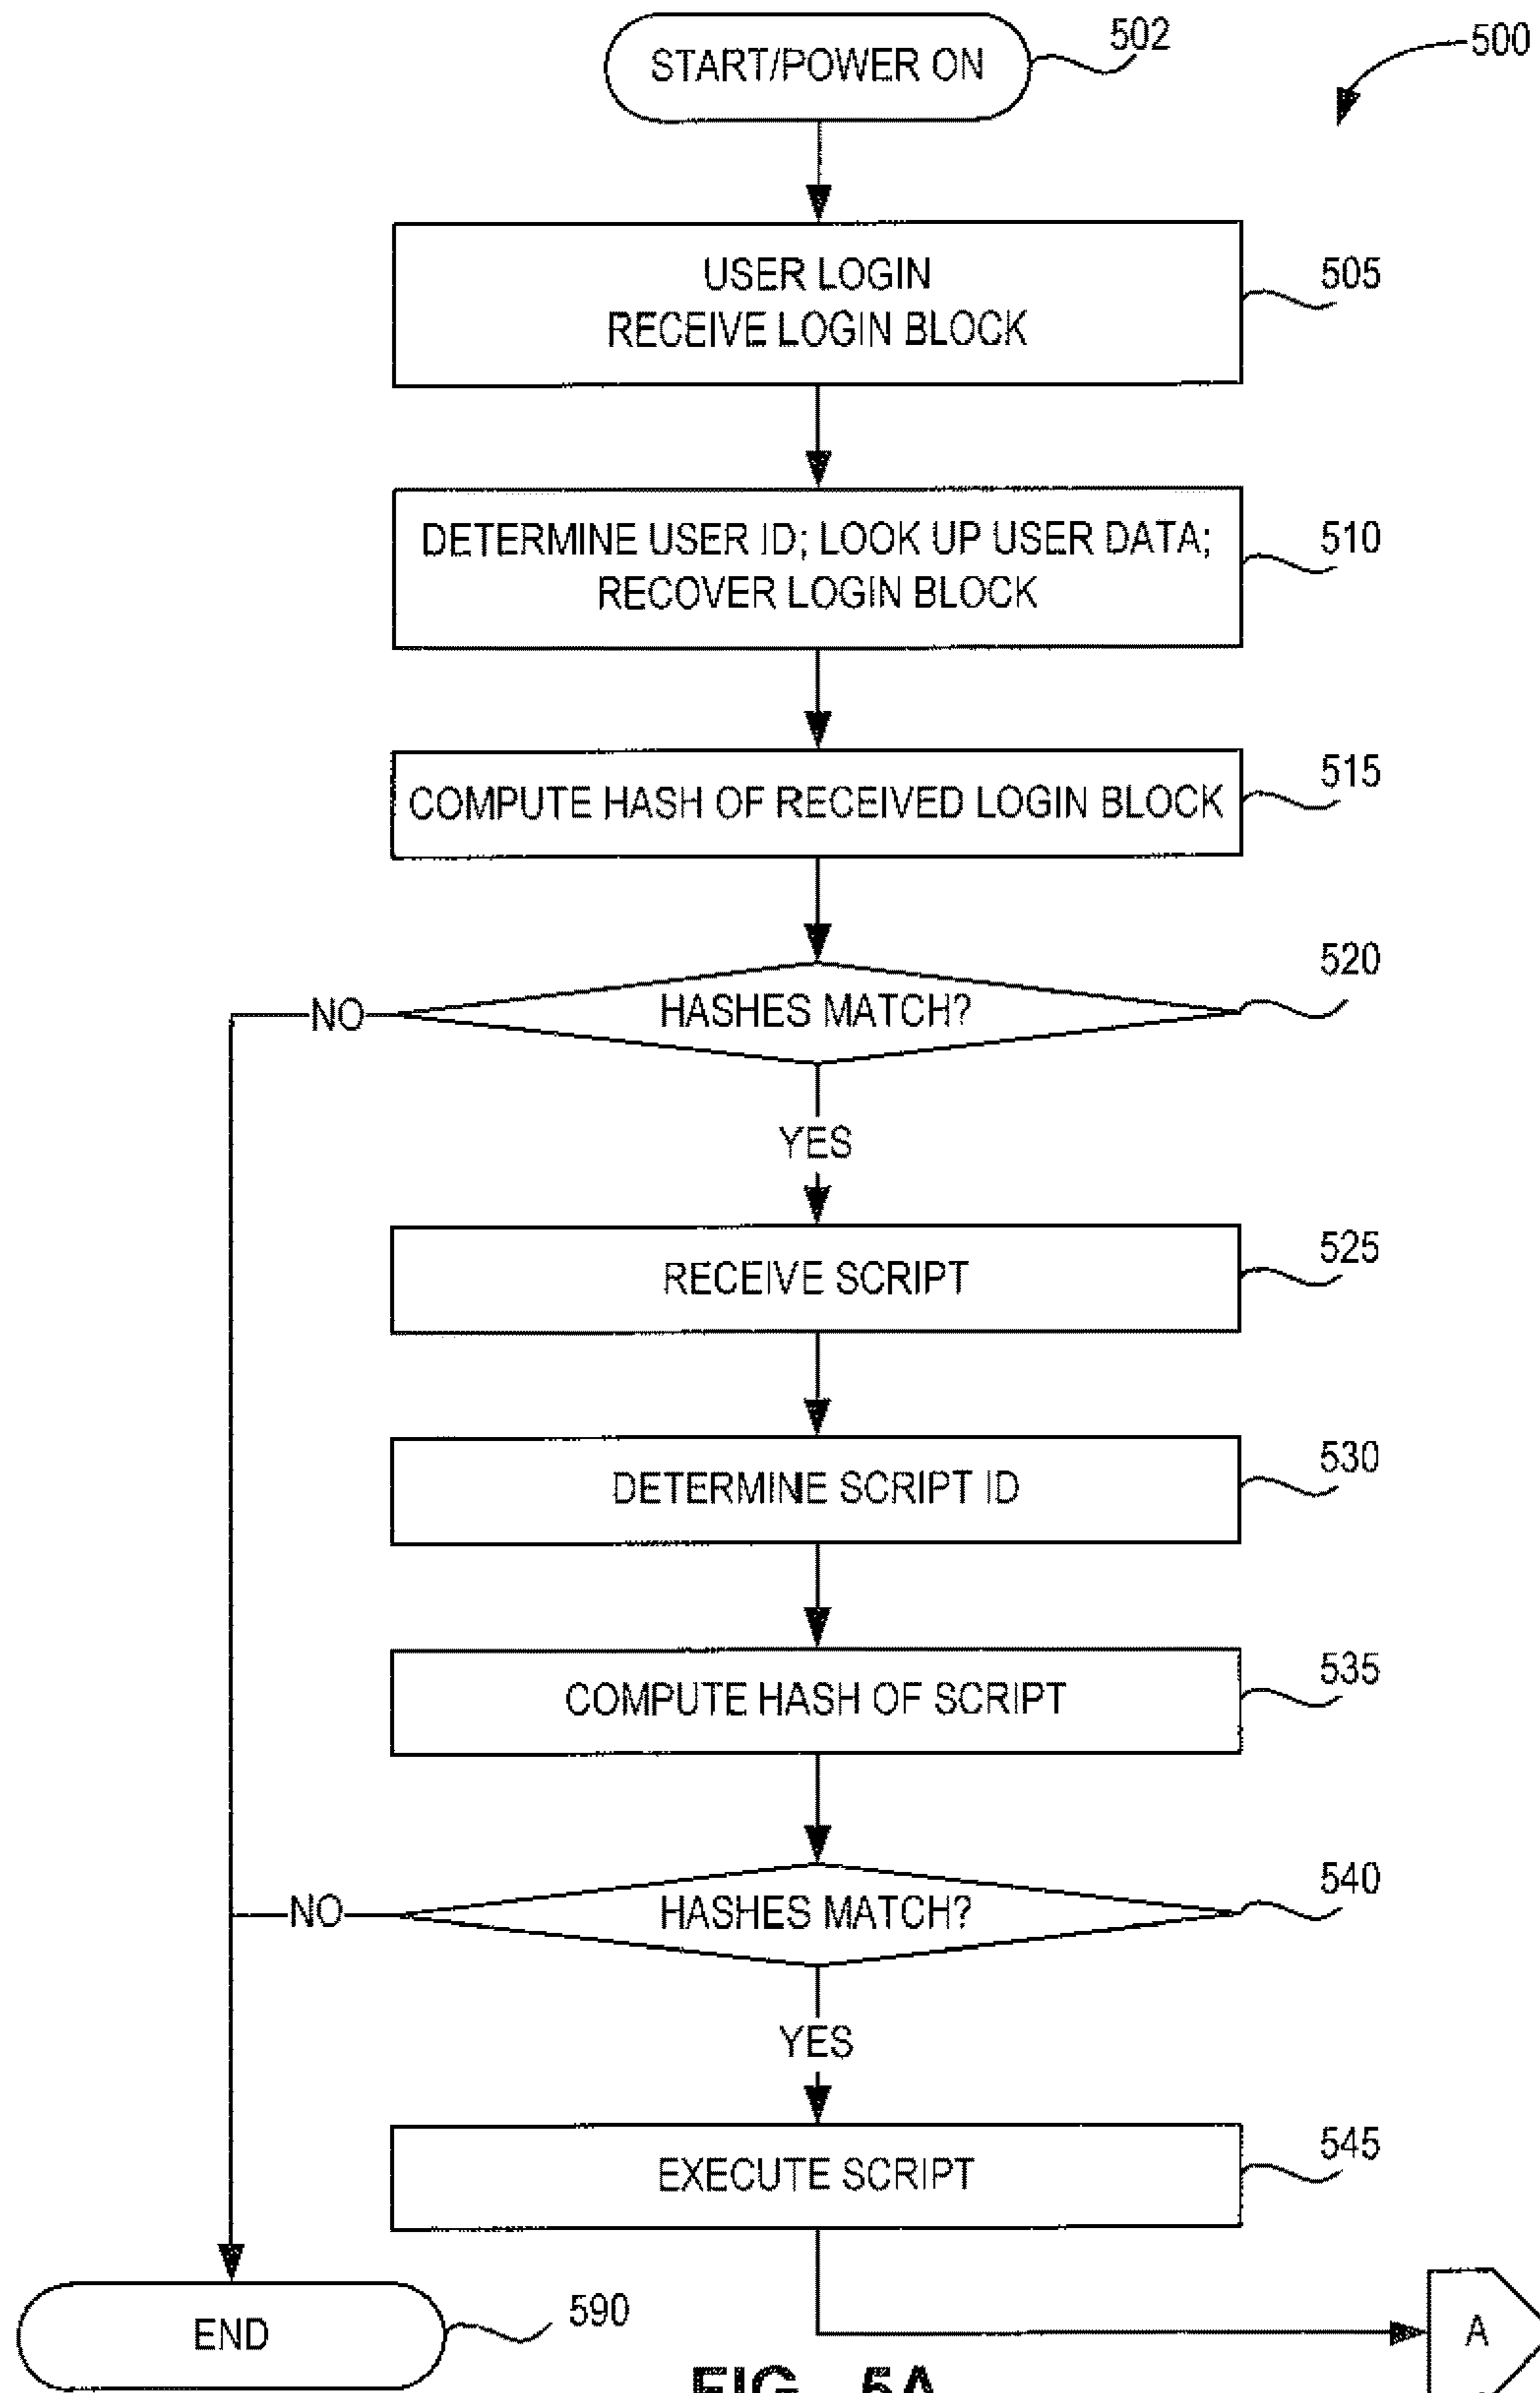 START/POWER ON
502
500
USER LOGIN
RECEIVE LOGIN BLOCK
505
DETERMINE USER ID; LOOK UP USER DATA;
RECOVER LOGIN BLOCK
510
COMPUTE HASH OF RECEIVED LOGIN BLOCK
515
HASHES MATCH?
520
NO
YES
RECEIVE SCRIPT
525
DETERMINE SCRIPT ID
530
COMPUTE HASH OF SCRIPT
535
HASHES MATCH?
540
NO
YES
EXECUTE SCRIPT
545
END
590
A
FIG. 5A